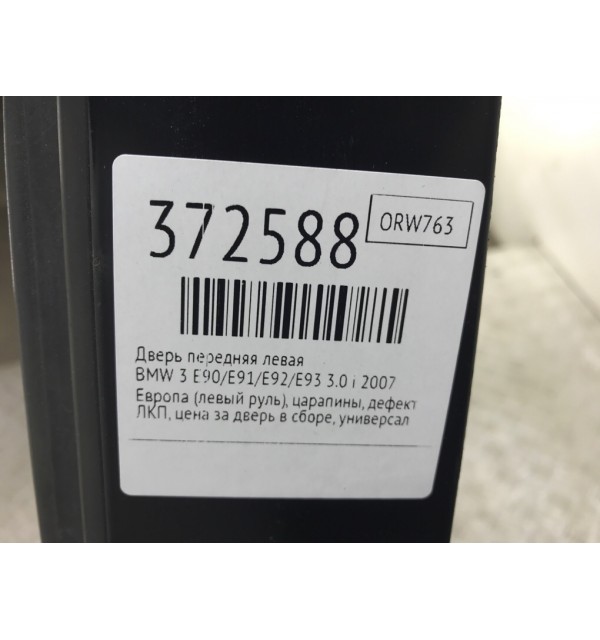 372588
ORW763
Дверь передняя левая
BMW 3 E90/E91/E92/E93 3.0 i 2007
Европа (левый руль), царапины, дефект
ЛКП, цена за дверь в сборе, универсал